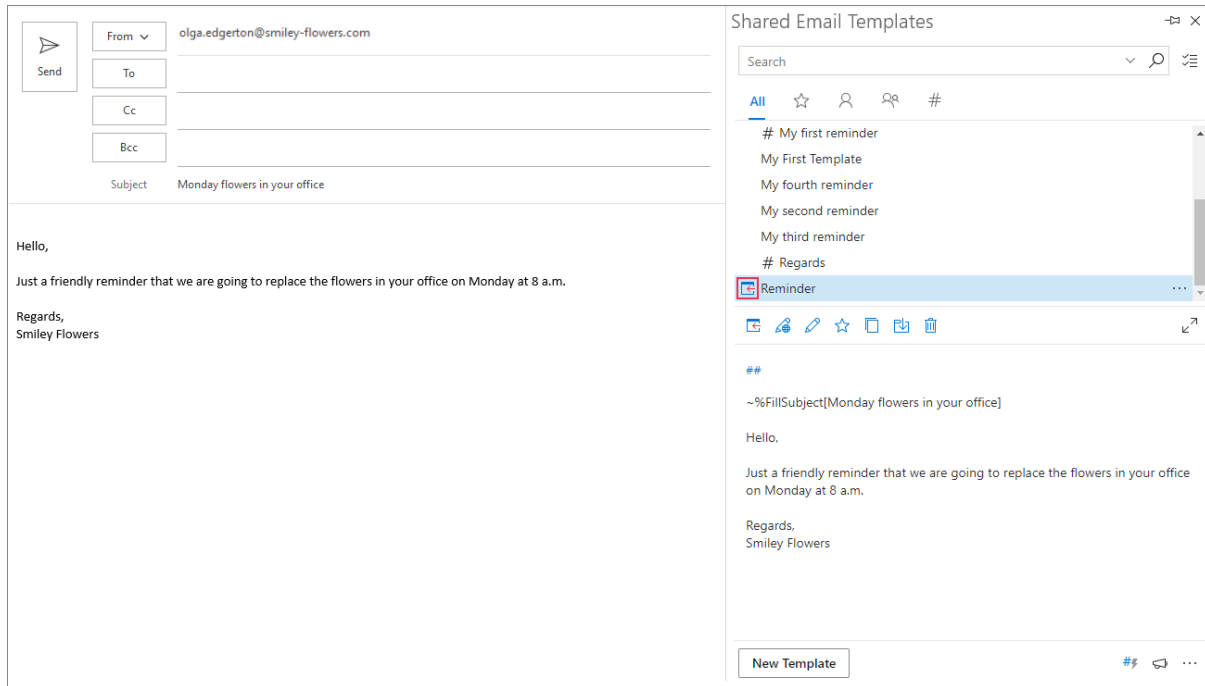 Send
From
olga.edgerton@smiley-flowers.com
To
Cc
Bcc
Subject
Monday flowers in your office
Hello,
Just a friendly reminder that we are going to replace the flowers in your office on Monday at 8 a.m.
Regards,
Smiley Flowers
Shared Email Templates
Search
All
#
# My first reminder
My First Template
My fourth reminder
My second reminder
My third reminder
# Regards
Reminder
##
~%FillSubject[Monday flowers in your office]
Hello,
Just a friendly reminder that we are going to replace the flowers in your office
on Monday at 8 a.m.
Regards,
Smiley Flowers
New Template
#